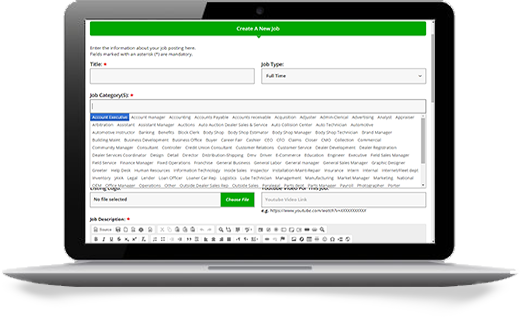 Create A New Job
Enter the information about your job posting here.
Fields marked with an asterisk (*) are mandatory.
Title: *
Job Type:
Full Time
Job Category(S): *
Account Executive Account manager Accounting Accounts Payable Accounts receivable Acquisition Adjuster Admin-Clerical Advertising Analyst Appraiser
Arbitration Assistant Assistant Manager Auctions Auto Auction Dealer Sales & Service Auto Collision Center Auto Technician Automotive
Automotive Instructor Banking Benefits Block Clerk Body Shop Body Shop Estimator Body Shop Manager Body Shop Technician Brand Manager
Building Maint Business Development Business Office Buyer Career Fair Cashier CEO CFO Claims Closer CMO Collection Commercial
Community Manager Consultant Controller Credit Union Consultant Customer Relations Customer Service Dealer Development Dealer Registration
Dealer Services Coordinator Design Detail Director Distribution-Shipping Dmv Driver E-Commerce Education Engineer Executive Field Sales Manager
Field Service Finance Manager Fixed Operations Franchise General Business General Labor General manager General Sales Manager Graphic Designer
Greeter Help Desk Human Resources Information Technology Inside Sales Inspector Installation-Maint-Repair Insurance Intern Internet Internet/Fleet dept
Inventory Janitor Legal Lender Loan Officer Loaner Car Rep Logistics Lube Technician Management Manufacturing Market Manager Marketing National
OEM Office Manager Operations Other Outside Dealer Sales Rep Outside Sales Paralegal Parts Dept Parts Manager Payroll Photographer Porter
Listing Logo:
Youtube Video For This Job:
No file selected
Choose File
Youtube Video Link
Job Description: *
Source